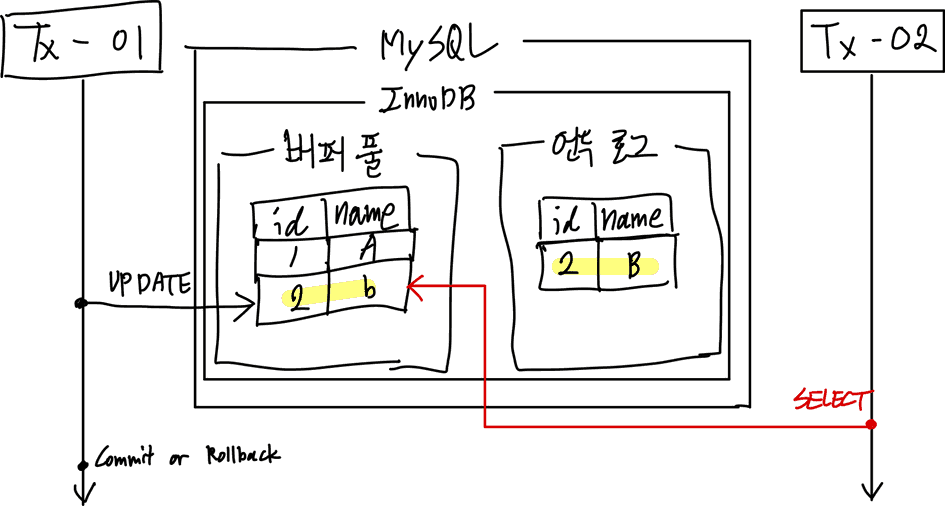 Tx - 01
MySQL
Tx - 02
InnoDB
버퍼 풀
언두 로그
id name
1 A
2 b
id name
2 B
UPDATE
SELECT
Commit or Rollback